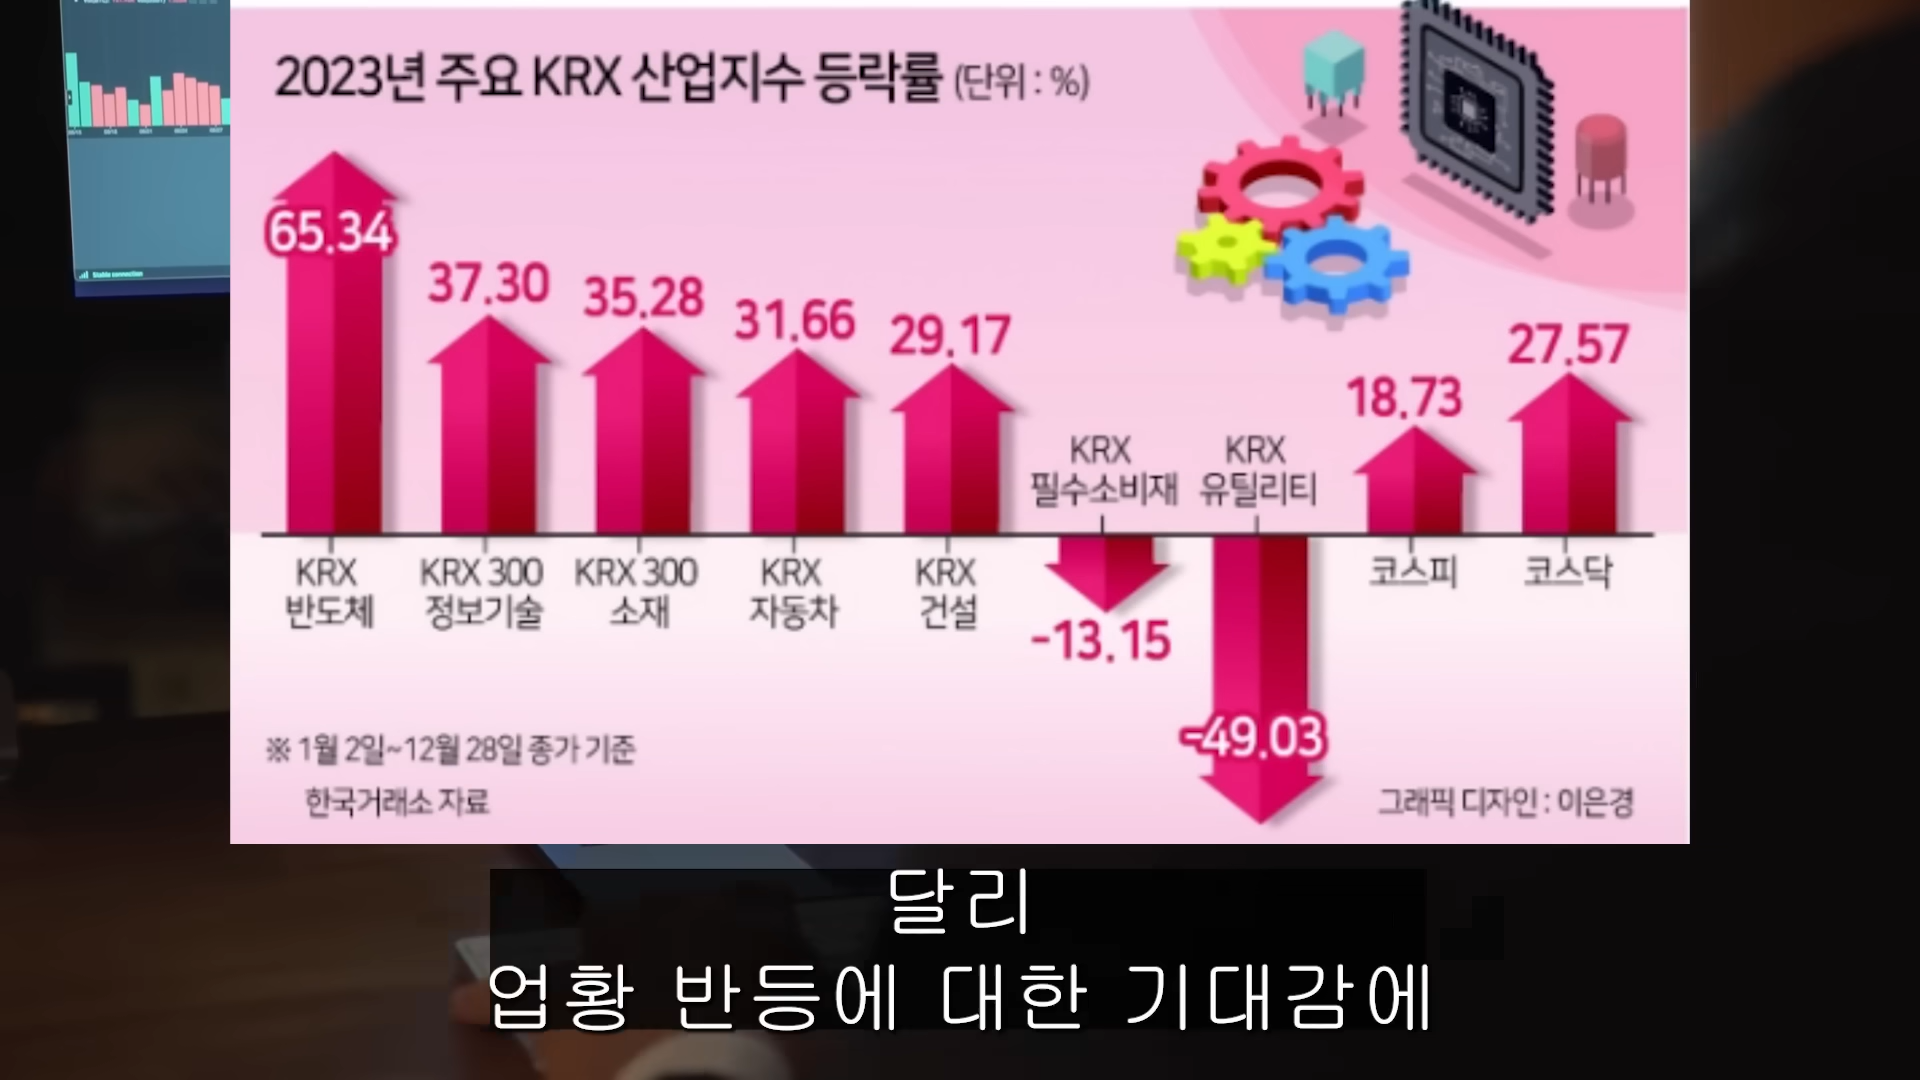 2023년 주요 KRX 산업지수 등락률 (단위 : %)
65.34
37.30
35.28
31.66
29.17
KRX
필수소비재
KRX
유틸리티
18.73
27.57
KRX
반도체
KRX 300
정보기술
KRX 300
소재
KRX
자동차
KRX
건설
-13.15
-49.03
코스피
코스닥
※ 1월 2일~12월 28일 종가 기준
한국거래소 자료
그래픽 디자인 : 이은경
Stable connection
달리
업황 반등에 대한 기대감에